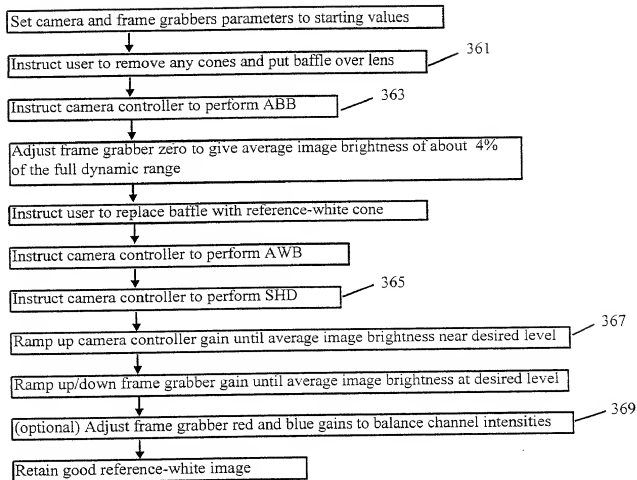 Set camera and frame grabbers parameters to starting values
Instruct user to remove any cones and put baffle over lens
361
Instruct camera controller to perform ABB
363
Adjust frame grabber zero to give average image brightness of about 4%
of the full dynamic range
Instruct user to replace baffle with reference-white cone
Instruct camera controller to perform AWB
Instruct camera controller to perform SHD
365
Ramp up camera controller gain until average image brightness near desired level
367
Ramp up/down frame grabber gain until average image brightness at desired level
(optional) Adjust frame grabber red and blue gains to balance channel intensities
369
Retain good reference-white image